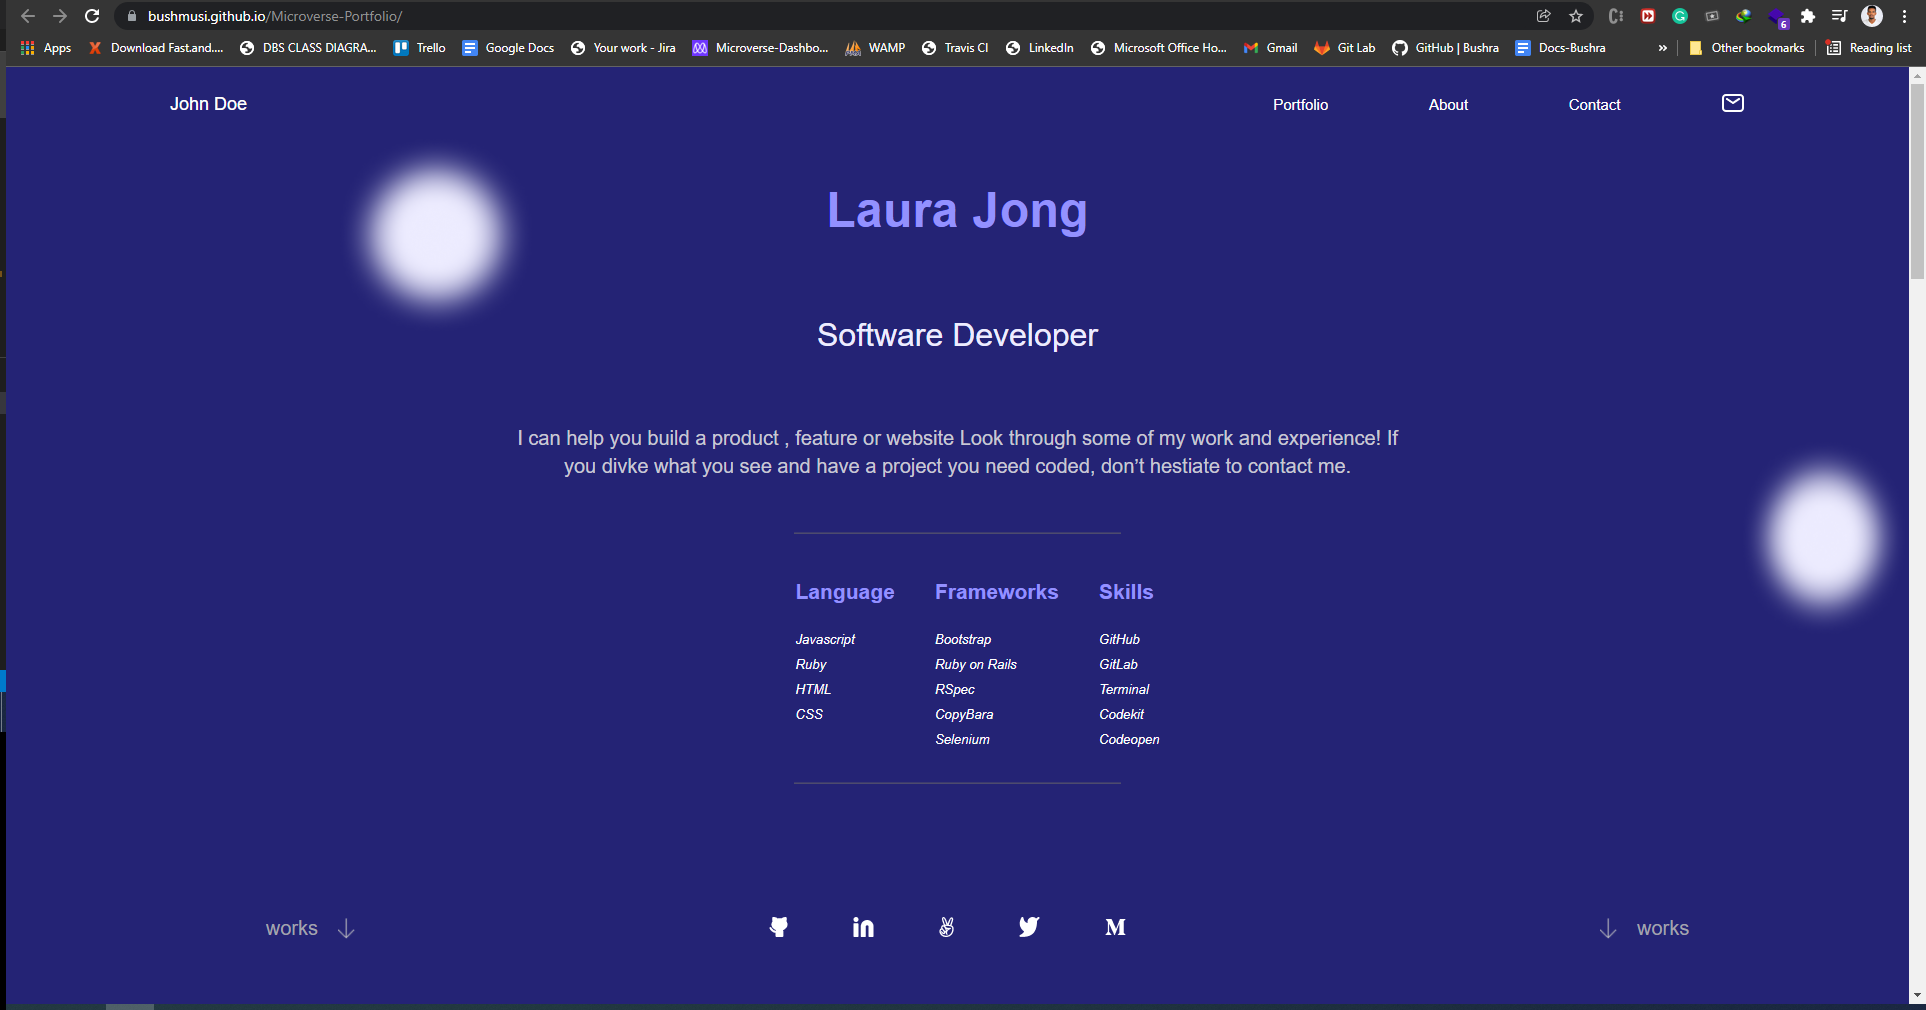 bushmusi.github.io/Microverse-Portfolio/
6
Apps Download Fast.and.... DBS CLASS DIAGRA... Trello Google Docs Your work - Jira Microverse-Dashbo... WAMP Travis CI LinkedIn Microsoft Office Ho... Gmail Git Lab GitHub | Bushra Docs-Bushra » Other bookmarks Reading list
John Doe Portfolio About Contact
Laura Jong
Software Developer
I can help you build a product , feature or website Look through some of my work and experience! If
you divke what you see and have a project you need coded, don’t hestiate to contact me.
Language
Javascript
Ruby
HTML
CSS
Frameworks
Bootstrap
Ruby on Rails
RSpec
CopyBara
Selenium
Skills
GitHub
GitLab
Terminal
Codekit
Codeopen
works works